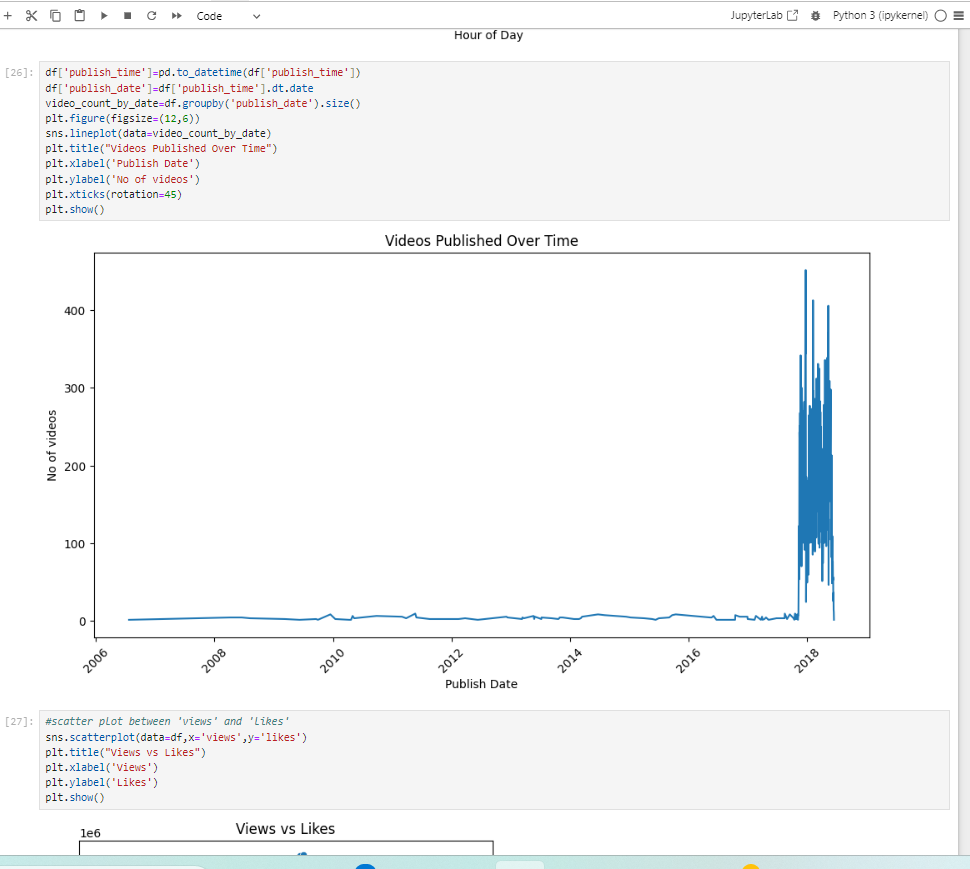 Code
JupyterLab
Python 3 (ipykernel)
Hour of Day
[26]:
df['publish_time']=pd.to_datetime(df['publish_time'])
df['publish_date']=df['publish_time'].dt.date
video_count_by_date=df.groupby('publish_date').size()
plt.figure(figsize=(12,6))
sns.lineplot(data=video_count_by_date)
plt.title("Videos Published Over Time")
plt.xlabel('Publish Date')
plt.ylabel('No of videos')
plt.xticks(rotation=45)
plt.show()
Videos Published Over Time
No of videos
400
300
200
100
0
2006
2008
2010
2012
2014
2016
2018
Publish Date
[27]:
#scatter plot between 'views' and 'likes'
sns.scatterplot(data=df,x='views',y='likes')
plt.title("Views vs Likes")
plt.xlabel('Views')
plt.ylabel('Likes')
plt.show()
1e6
Views vs Likes